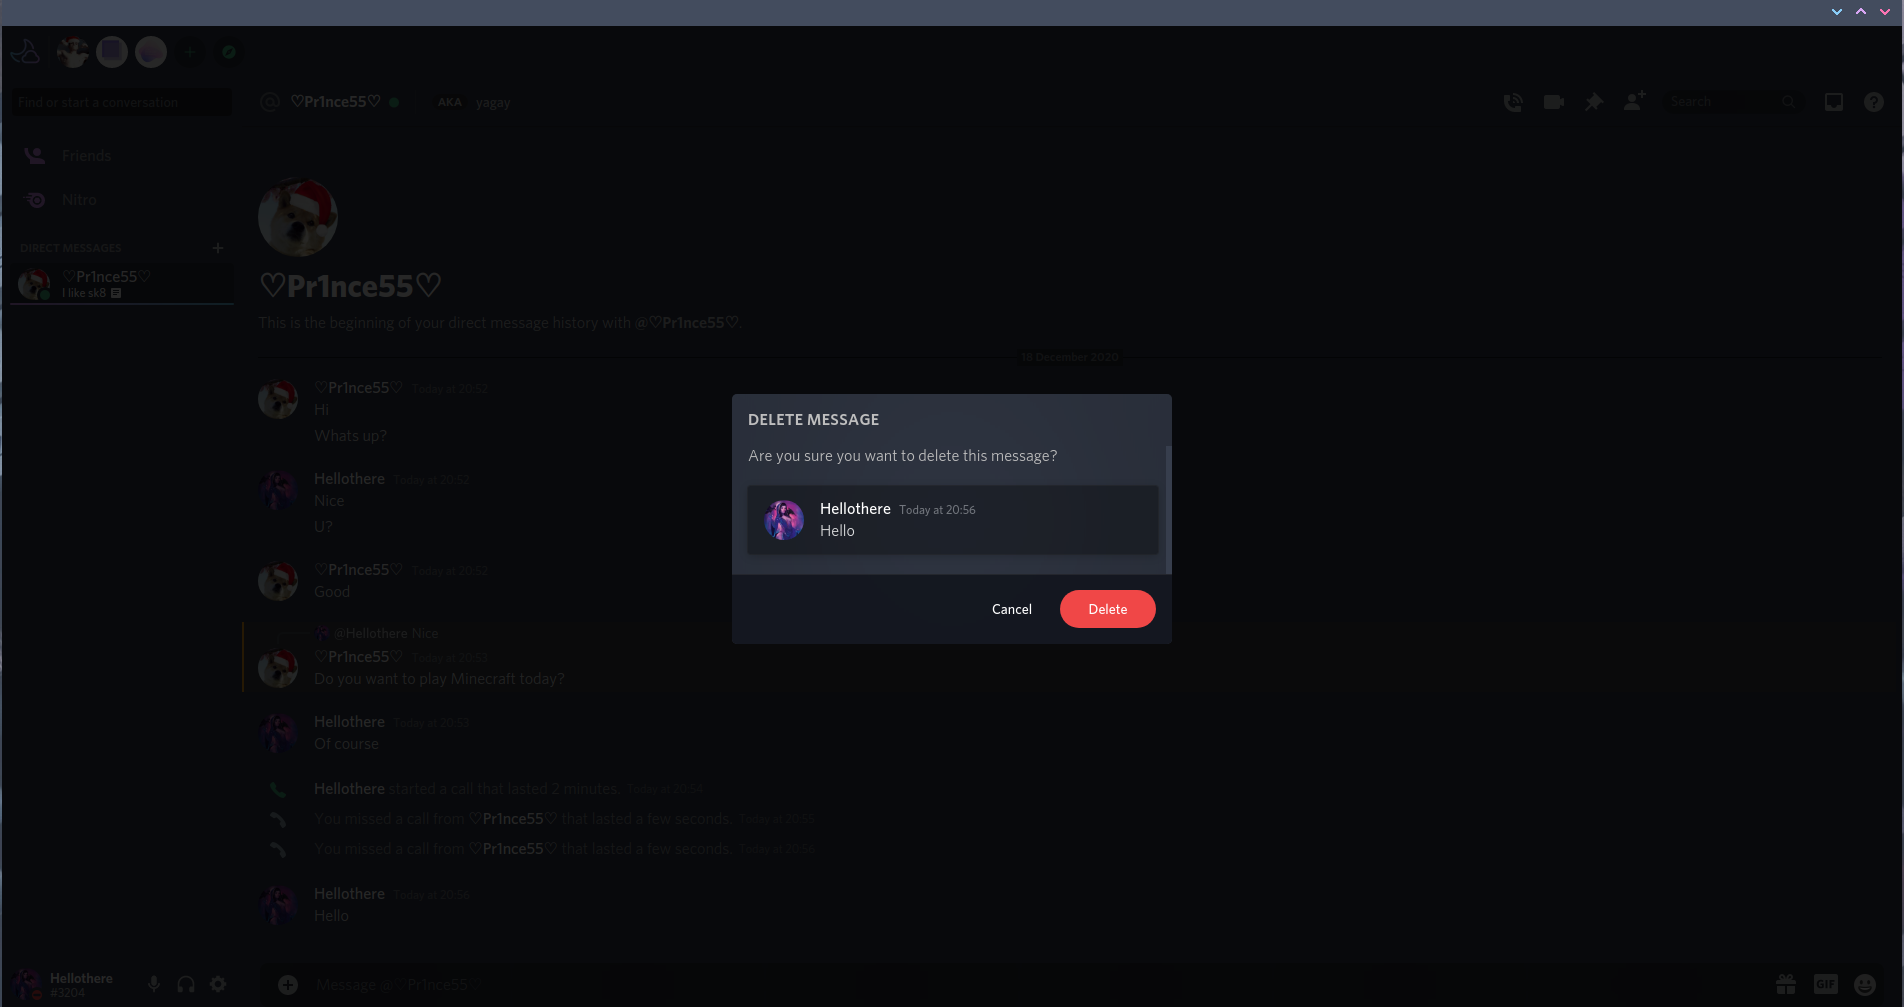 Find or start a conversation
♡Pr1nce55♡ AKA yagay
Search
Friends
Nitro
DIRECT MESSAGES
♡Pr1nce55♡
I like sk8
♡Pr1nce55♡
This is the beginning of your direct message history with @♡Pr1nce55♡.
18 December 2020
♡Pr1nce55♡ Today at 20:52
Hi
Whats up?
Hellothere Today at 20:52
Nice
U?
♡Pr1nce55♡ Today at 20:52
Good
@Hellothere Nice
♡Pr1nce55♡ Today at
Do you want to play Minecraft today?
Hellothere Today at 20:53
Of course
Hellothere started a call that lasted 2 minutes. Today at 20:54
You missed a call from ♡Pr1nce55♡ that lasted a few seconds. Today at
You missed a call from ♡Pr1nce55♡ that lasted a few seconds. Today at 20:56
Hellothere Today at 20:56
Hello
DELETE MESSAGE
Are you sure you want to delete this message?
Hellothere Today at 20:56
Hello
Cancel
Delete
Hellothere
#3204
Message @♡Pr1nce55♡
GIF